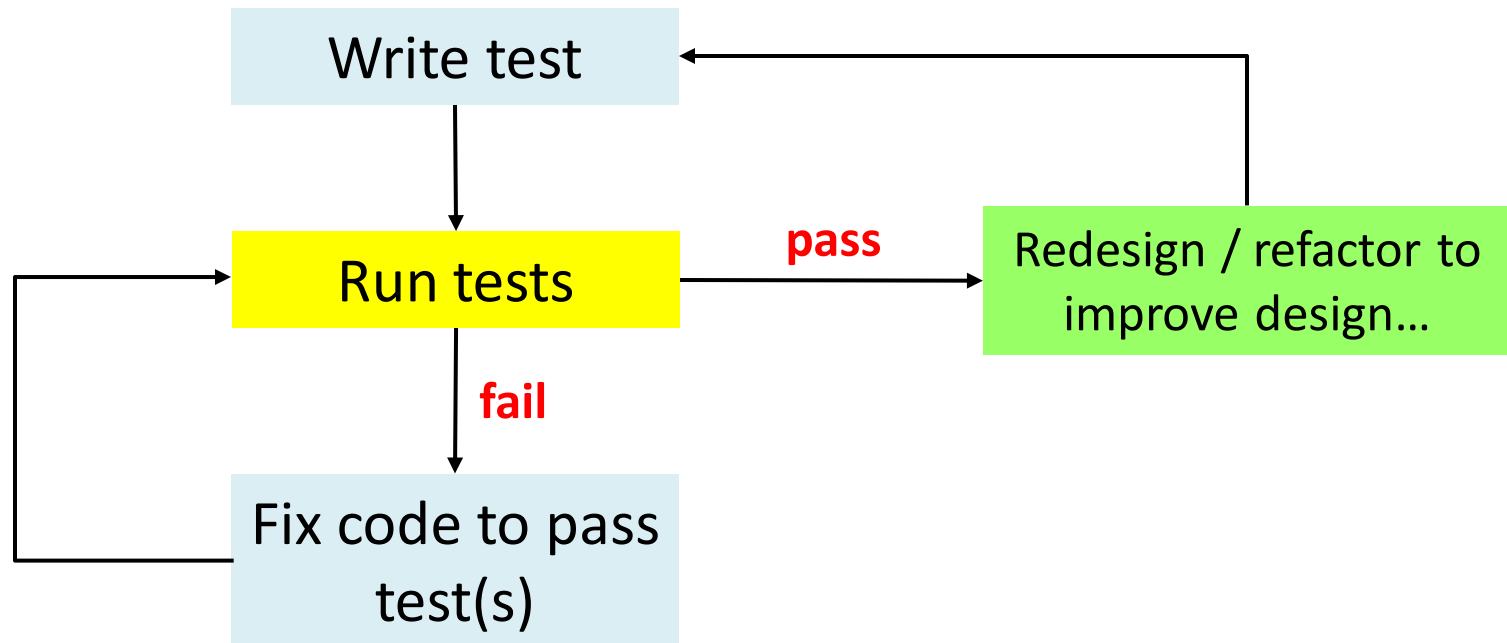 Write test
Run tests
pass
Redesign / refactor to
improve design…
fail
Fix code to pass
test(s)